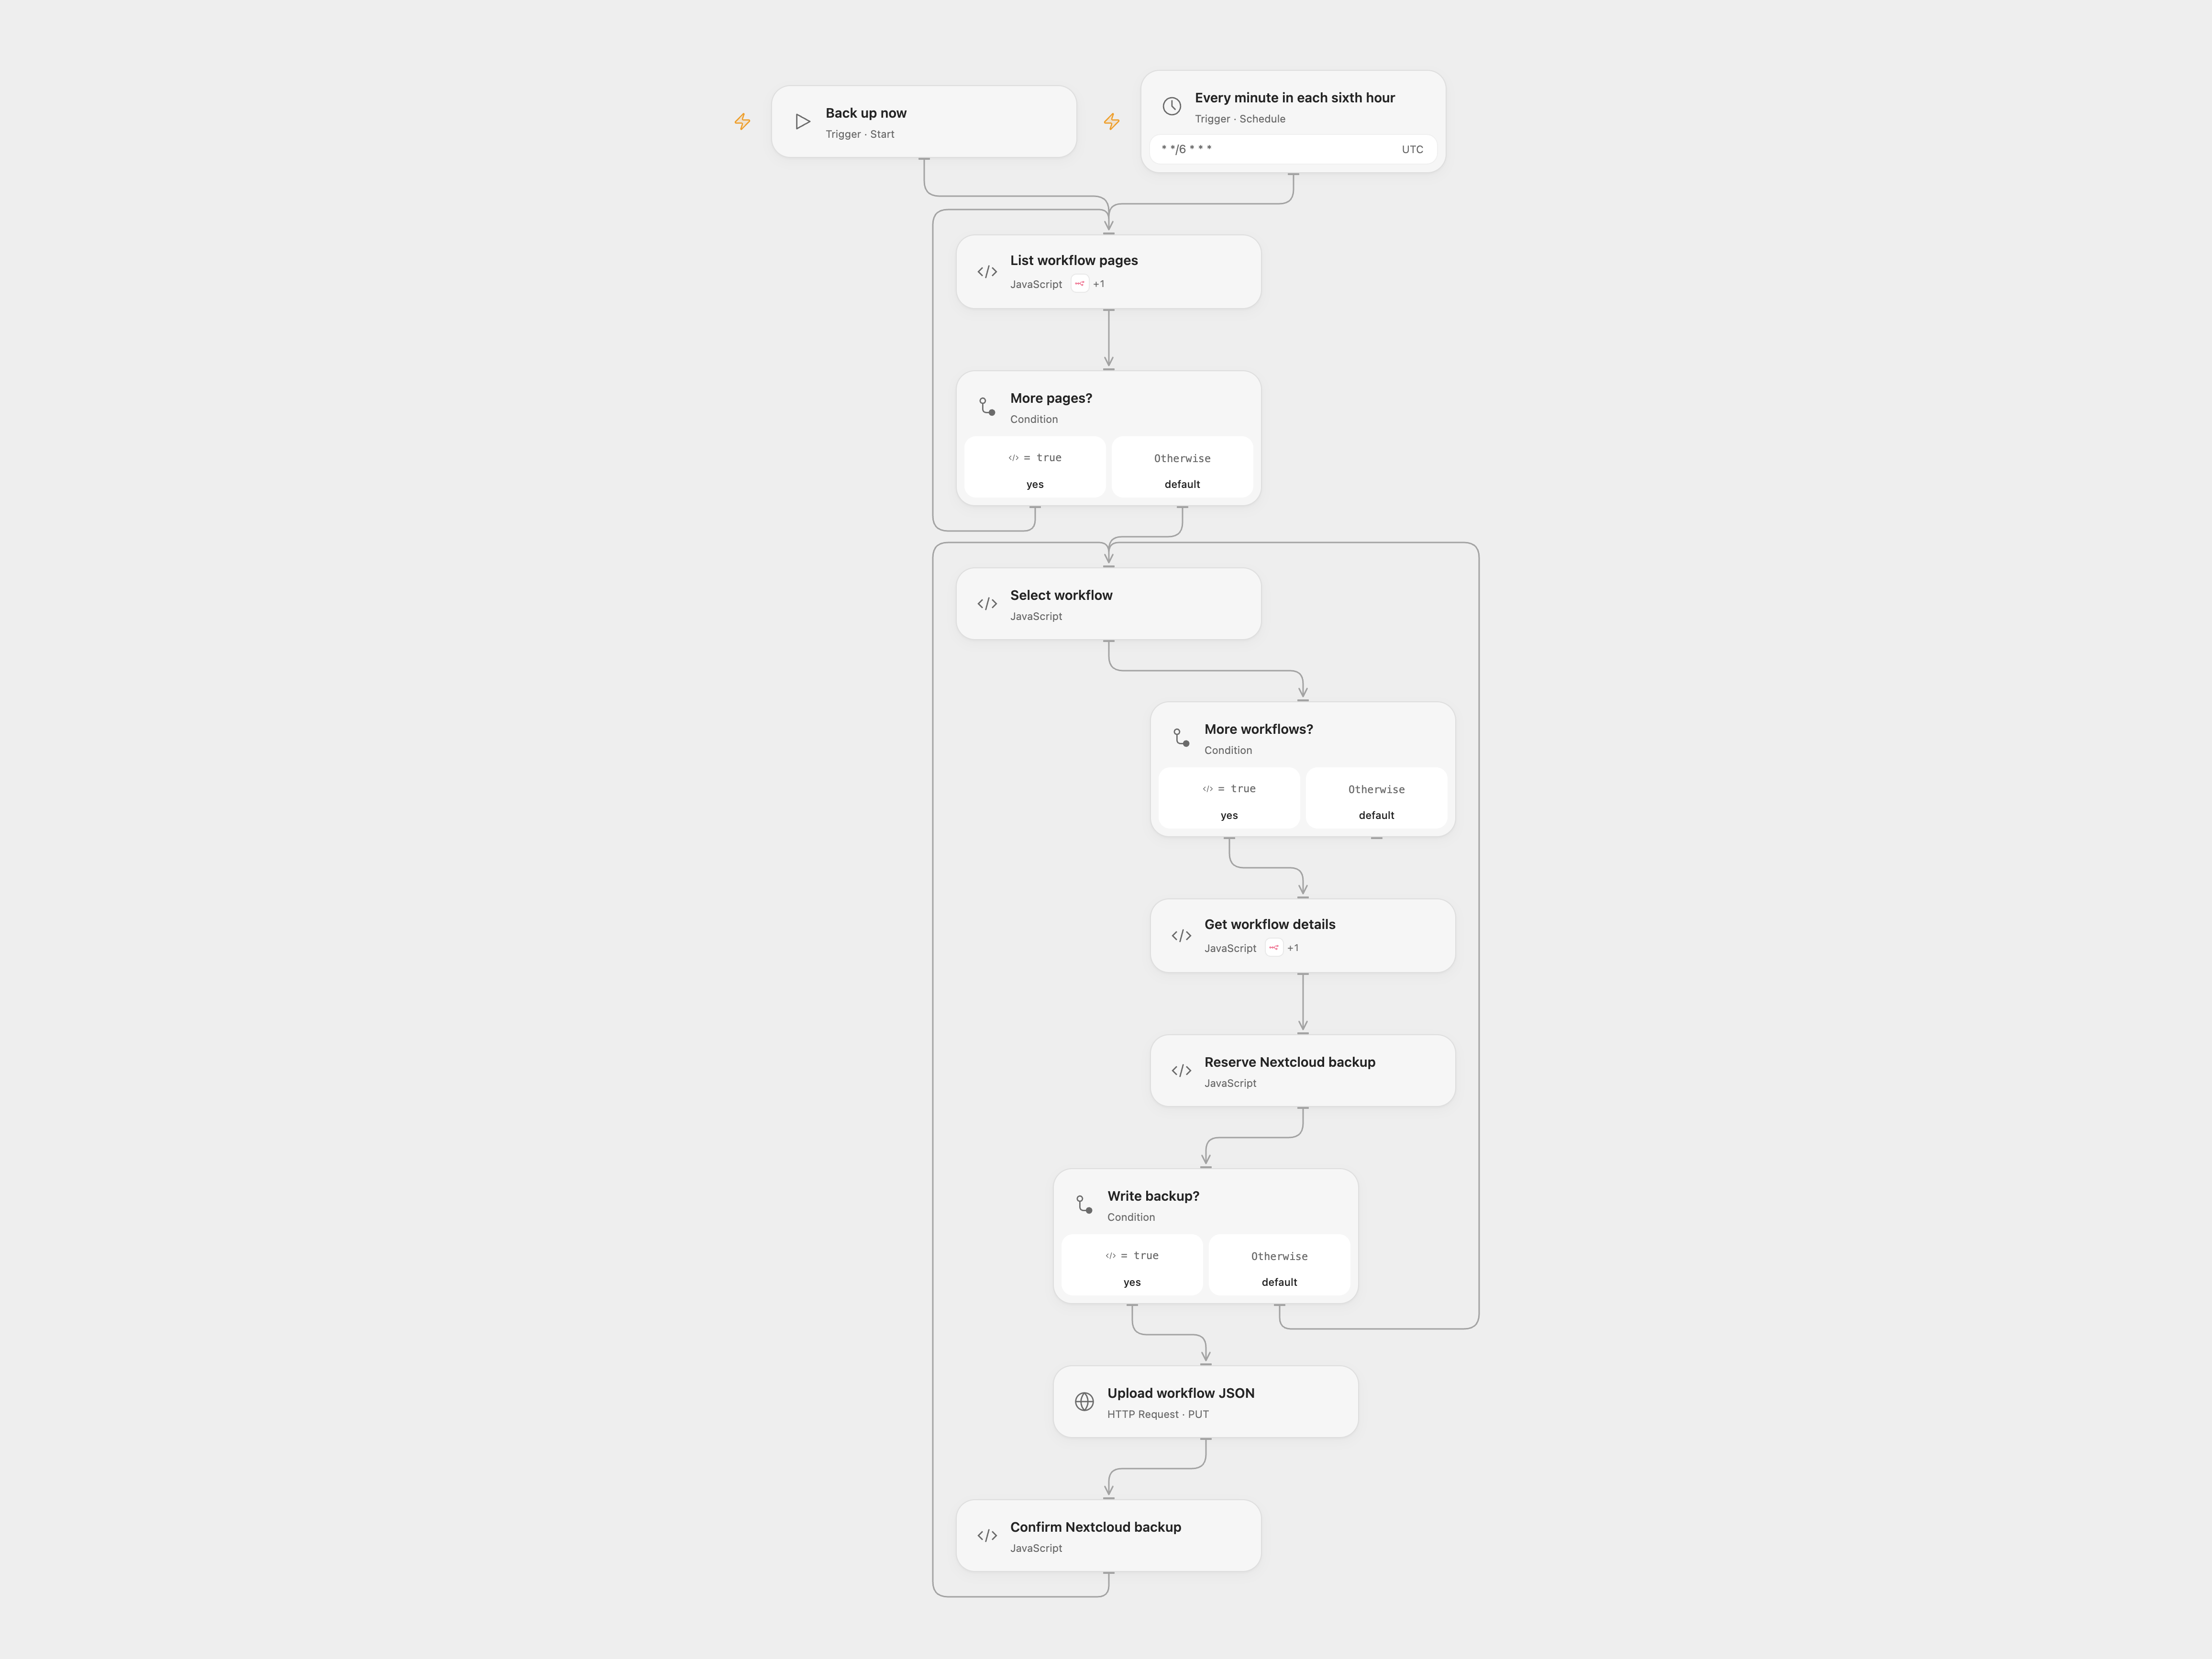 Back up now
Trigger · Start
Every minute in each sixth hour
Trigger · Schedule
* */6 * * *
UTC
List workflow pages
JavaScript +1
More pages?
Condition
</> = true
Otherwise
yes
default
Select workflow
JavaScript
More workflows?
Condition
</> = true
Otherwise
yes
default
Get workflow details
JavaScript +1
Reserve Nextcloud backup
JavaScript
Write backup?
Condition
</> = true
Otherwise
yes
default
Upload workflow JSON
HTTP Request · PUT
Confirm Nextcloud backup
JavaScript